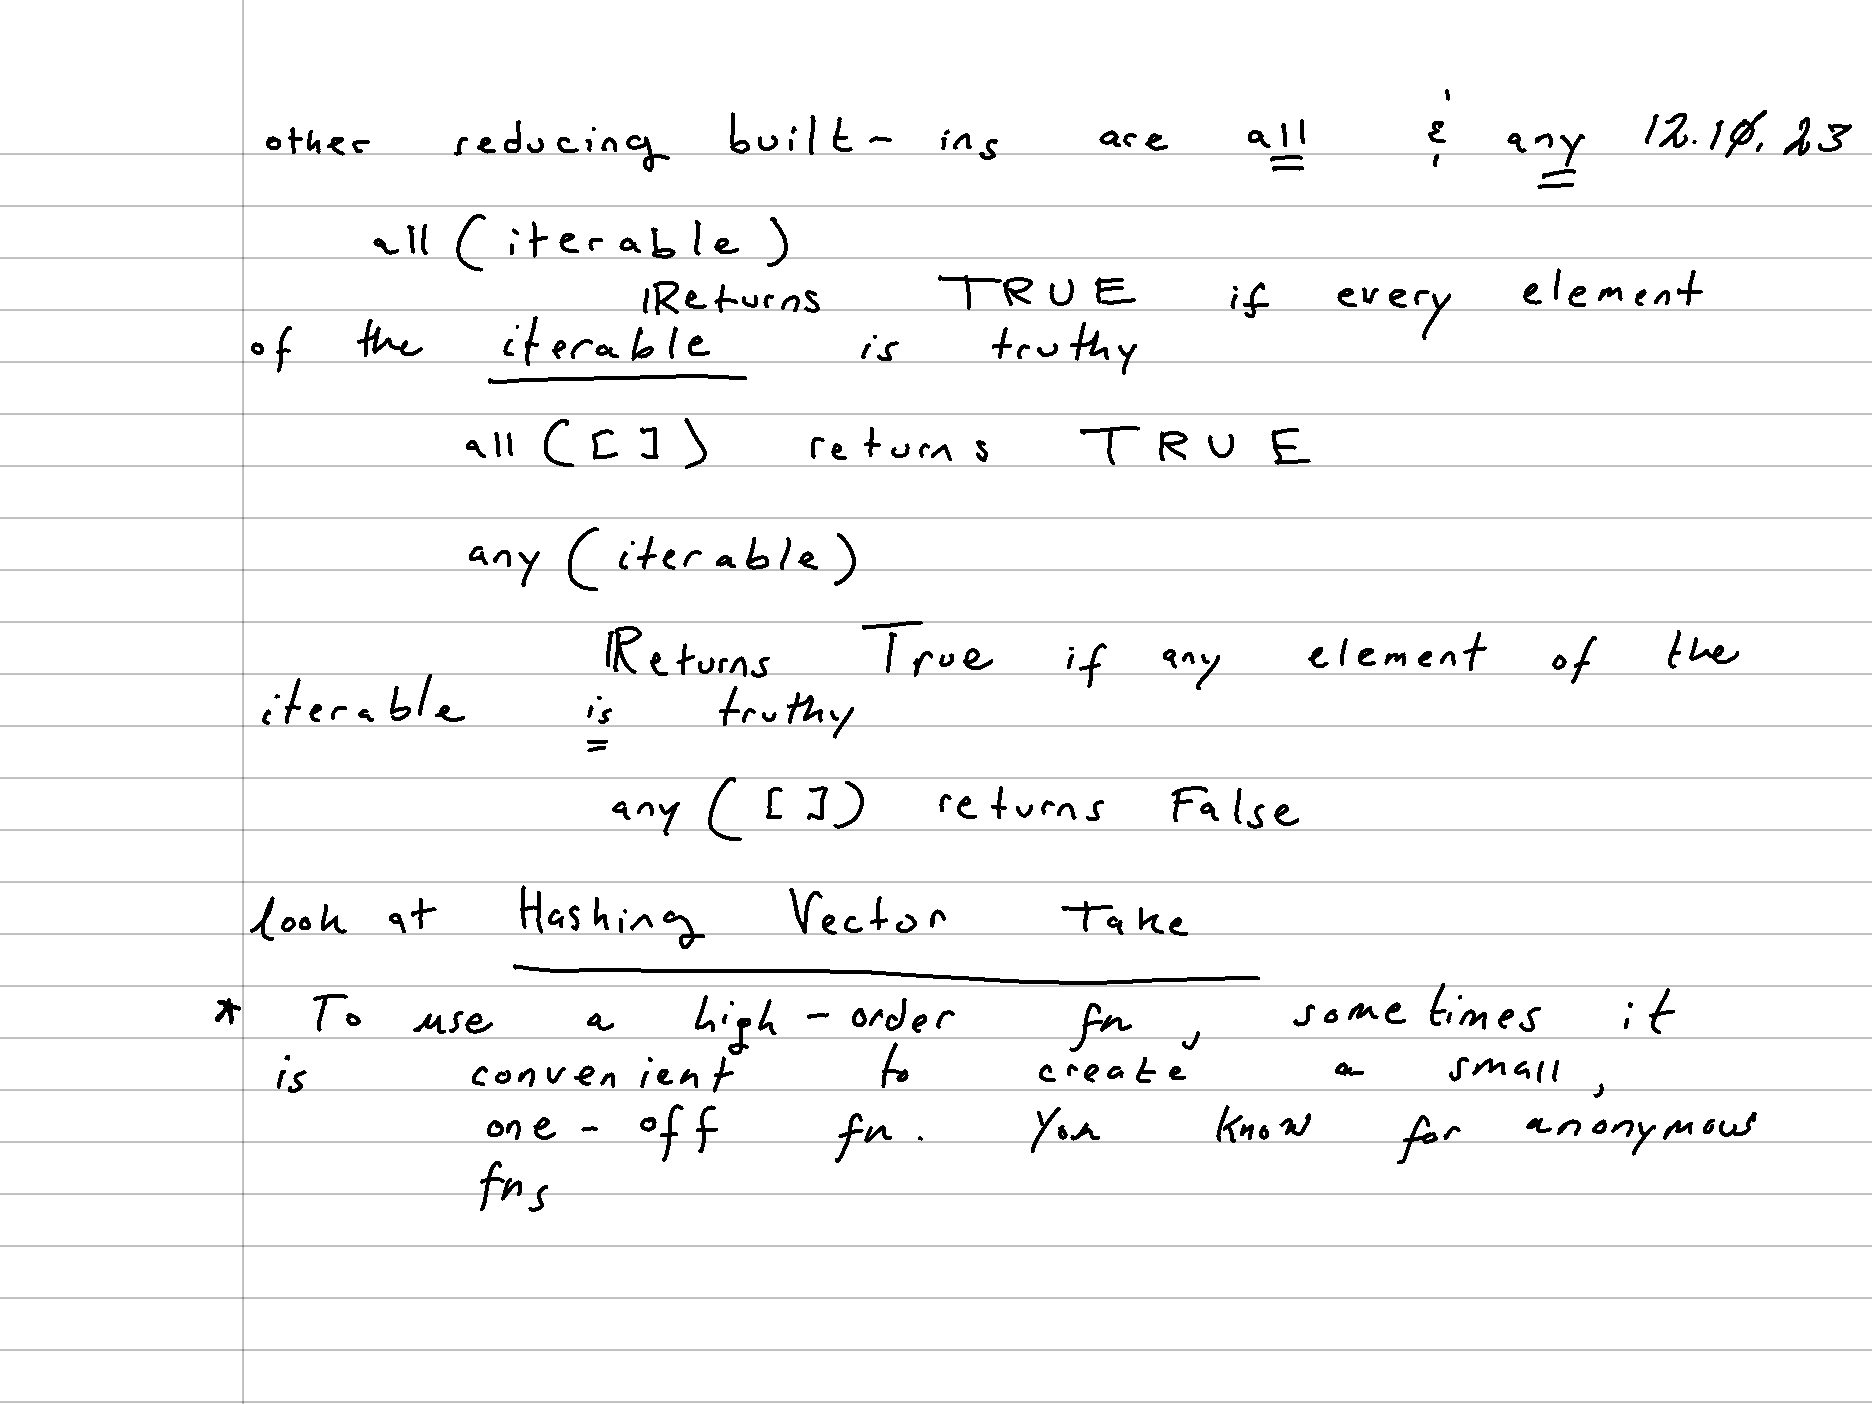 other reducing built-ins are all & any 12.10.23
all (iterable)
Returns TRUE if every element
of the iterable is truthy
all ([]) returns TRUE
any (iterable)
Returns True if any element of the
iterable is truthy
any ([]) returns False
look at Hashing Vector Take
* To use a high-order fn, sometimes it
is convenient to create a small,
one-off fn. You know for anonymous
fns